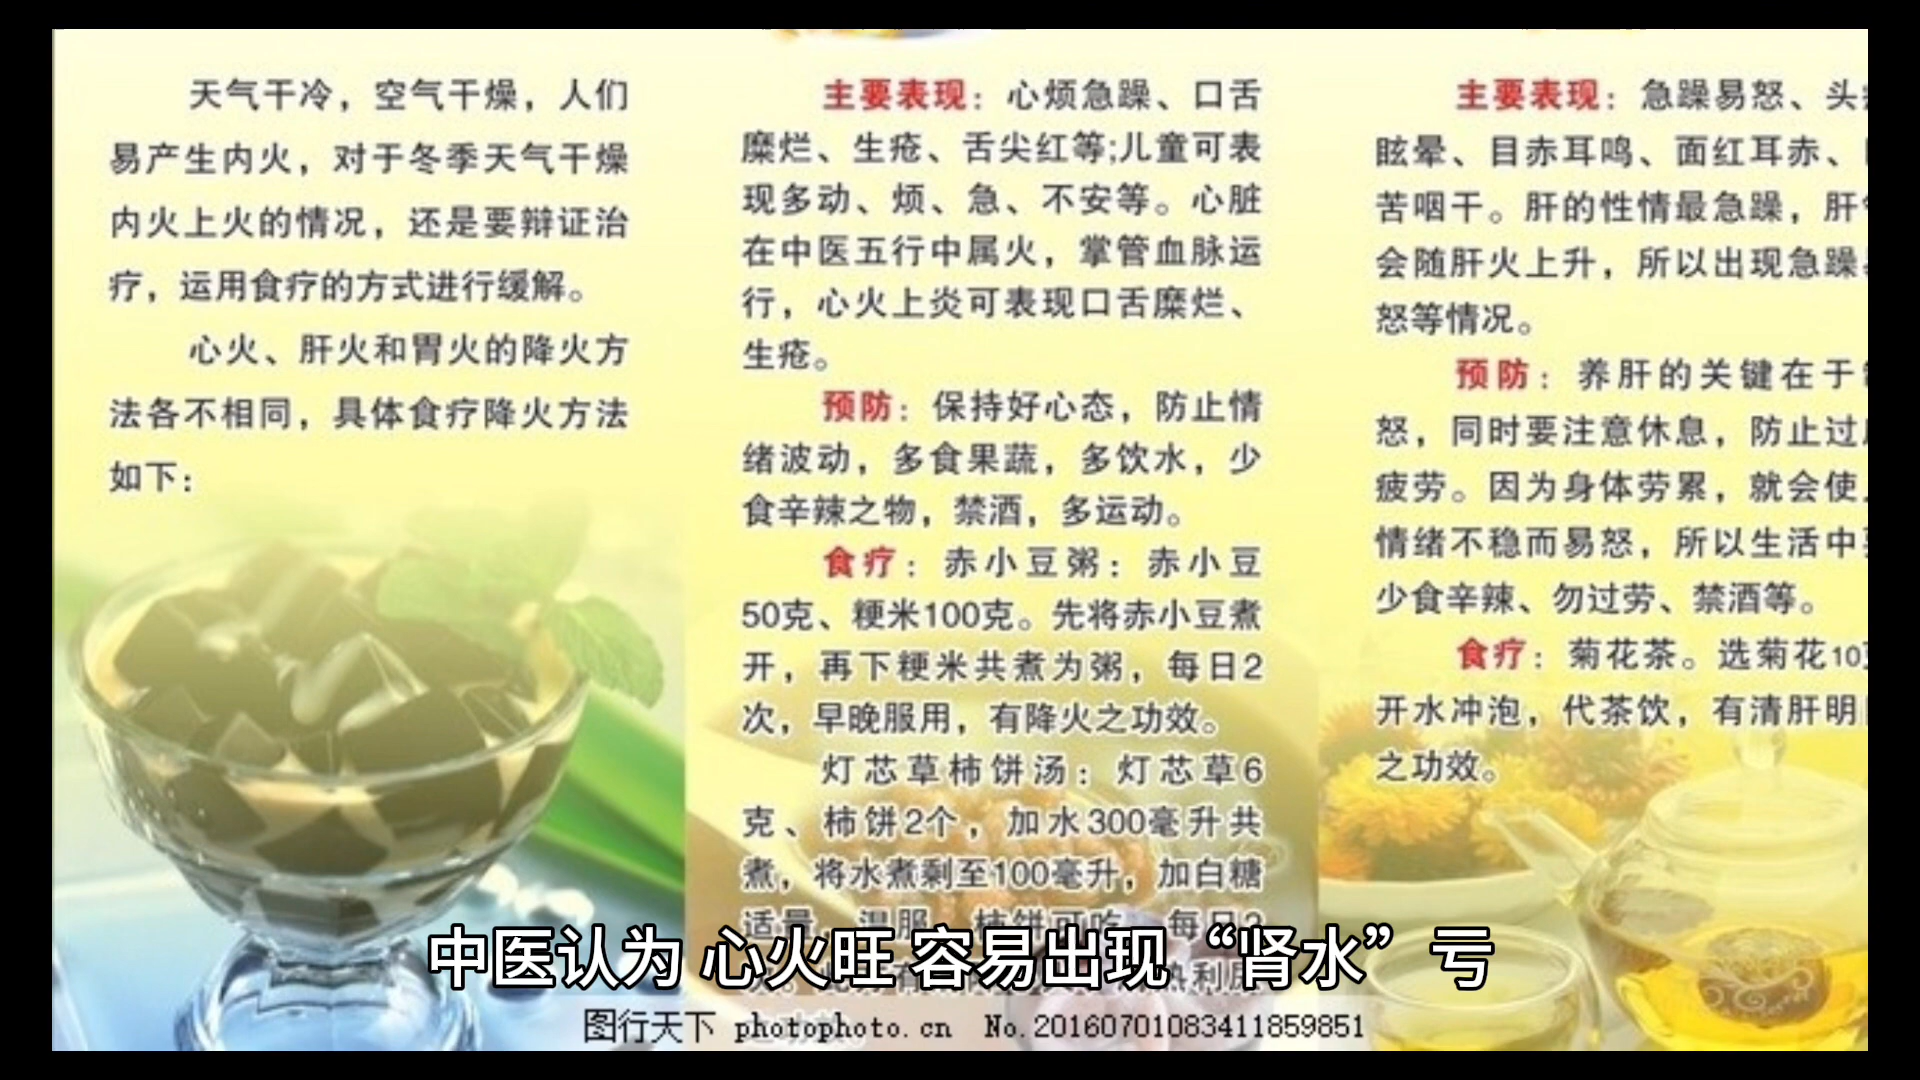 天气干冷，空气干燥，人们
易产生内火，对于冬季天气干燥
内火上火的情况，还是要辩证治
疗，运用食疗的方式进行缓解。
心火、肝火和胃火的降火方
法各不相同，具体食疗降火方法
如下：
主要表现：心烦急躁、口舌
糜烂、生疮、舌尖红等;儿童可表
现多动、烦、急、不安等。心脏
在中医五行中属火，掌管血脉运
行，心火上炎可表现口舌糜烂、
生疮。
预防：保持好心态，防止情
绪波动，多食果蔬，多饮水，少
食辛辣之物，禁酒，多运动。
食疗：赤小豆粥：赤小豆
50克、粳米100克。先将赤小豆煮
开，再下粳米共煮为粥，每日2
次，早晚服用，有降火之功效。
灯芯草柿饼汤：灯芯草6
克、柿饼2个，加水300毫升共
煮，将水煮剩至100毫升，加白糖
适量，温服，柿饼可吃，每日2
主要表现：急躁易怒、头
眩晕、目赤耳鸣、面红耳赤、
苦咽干。肝的性情最急躁，肝
会随肝火上升，所以出现急躁
怒等情况。
预防：养肝的关键在于
怒，同时要注意休息，防止过
疲劳。因为身体劳累，就会使
情绪不稳而易怒，所以生活中
少食辛辣、勿过劳、禁酒等。
食疗：菊花茶。选菊花10
开水冲泡，代茶饮，有清肝明
之功效。
中医认为 心火旺 容易出现“肾水”亏
图行天下 photophoto.cn No.20160701083411859851